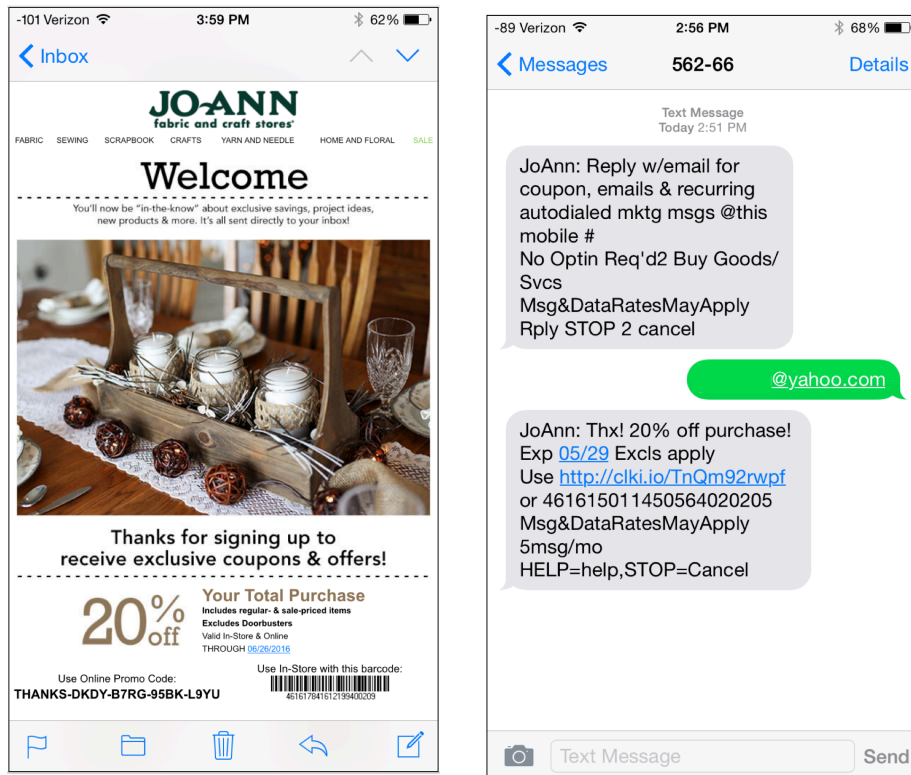 -101 Verizon 3:59 PM 62%
Inbox
JO-ANN
fabric and craft stores®
FABRIC SEWING SCRAPBOOK CRAFTS YARN AND NEEDLE HOME AND FLORAL SALE
Welcome
You'll now be "in-the-know" about exclusive savings, project ideas,
new products & more. It's all sent directly to your inbox!
Thanks for signing up to
receive exclusive coupons & offers!
20% off
Your Total Purchase
Includes regular- & sale-priced items
Excludes Doorbusters
Valid In-Store & Online
THROUGH 06/26/2016
Use Online Promo Code:
THANKS-DKDY-B7RG-95BK-L9YU
Use In-Store with this barcode:
461617841612199400209
-89 Verizon 2:56 PM 68%
Messages 562-66 Details
Text Message
Today 2:51 PM
JoAnn: Reply w/email for
coupon, emails & recurring
autodialed mktg msgs @this
mobile #
No Optin Req'd2 Buy Goods/
Svcs
Msg&DataRatesMayApply
Rply STOP 2 cancel
@yahoo.com
JoAnn: Thx! 20% off purchase!
Exp 05/29 Excls apply
Use http://clki.io/TnQm92rwpf
or 461615011450564020205
Msg&DataRatesMayApply
5msg/mo
HELP=help,STOP=Cancel
Text Message Send